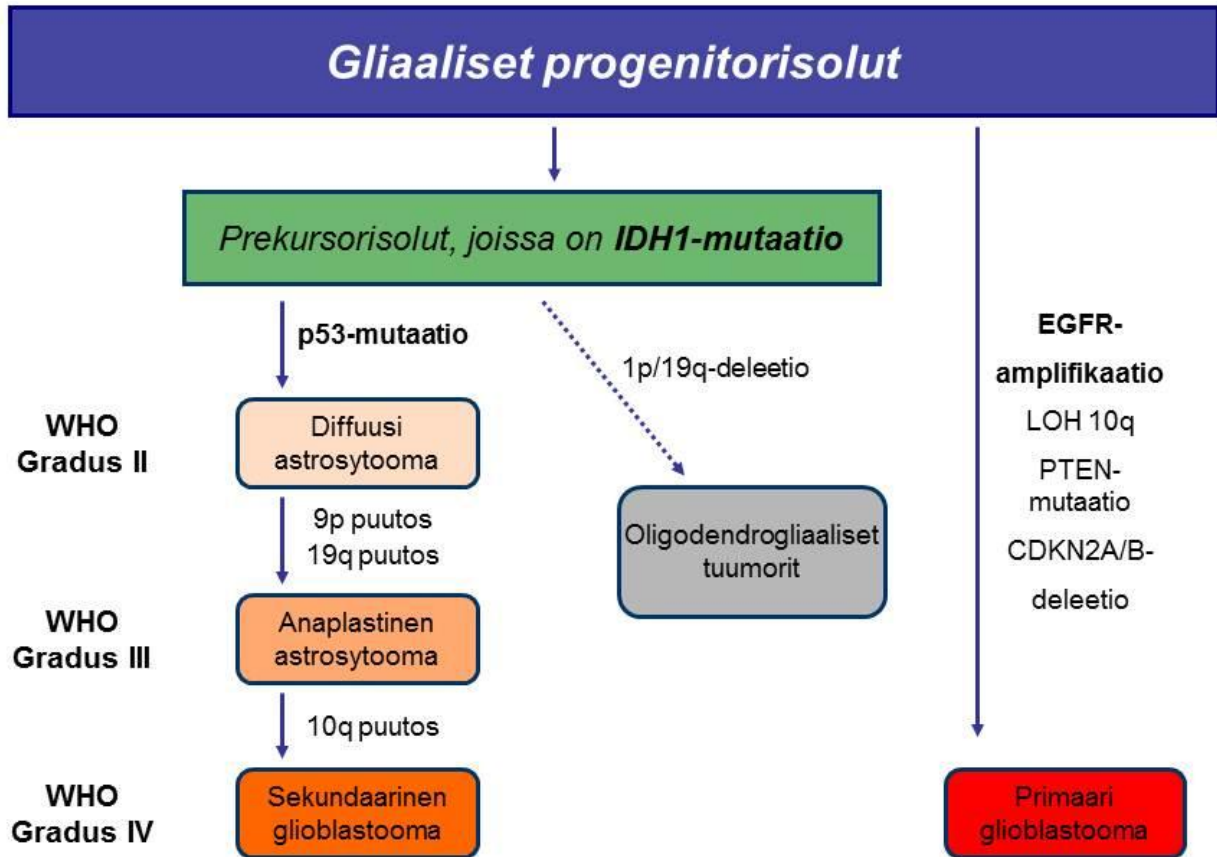 Gliaaliset progenitorisolut
Prekursorisolut, joissa on IDH1-mutaatio
p53-mutaatio
1p/19q-deleetio
EGFR-
amplifikaatio
LOH 10q
PTEN-
mutaatio
CDKN2A/B-
deleetio
WHO
Gradus II
Diffuusi
astrosytooma
9p puutos
19q puutos
Oligodendrogliaaliset
tuumorit
WHO
Gradus III
Anaplastinen
astrosytooma
10q puutos
WHO
Gradus IV
Sekundaarinen
glioblastooma
Primaari
glioblastooma